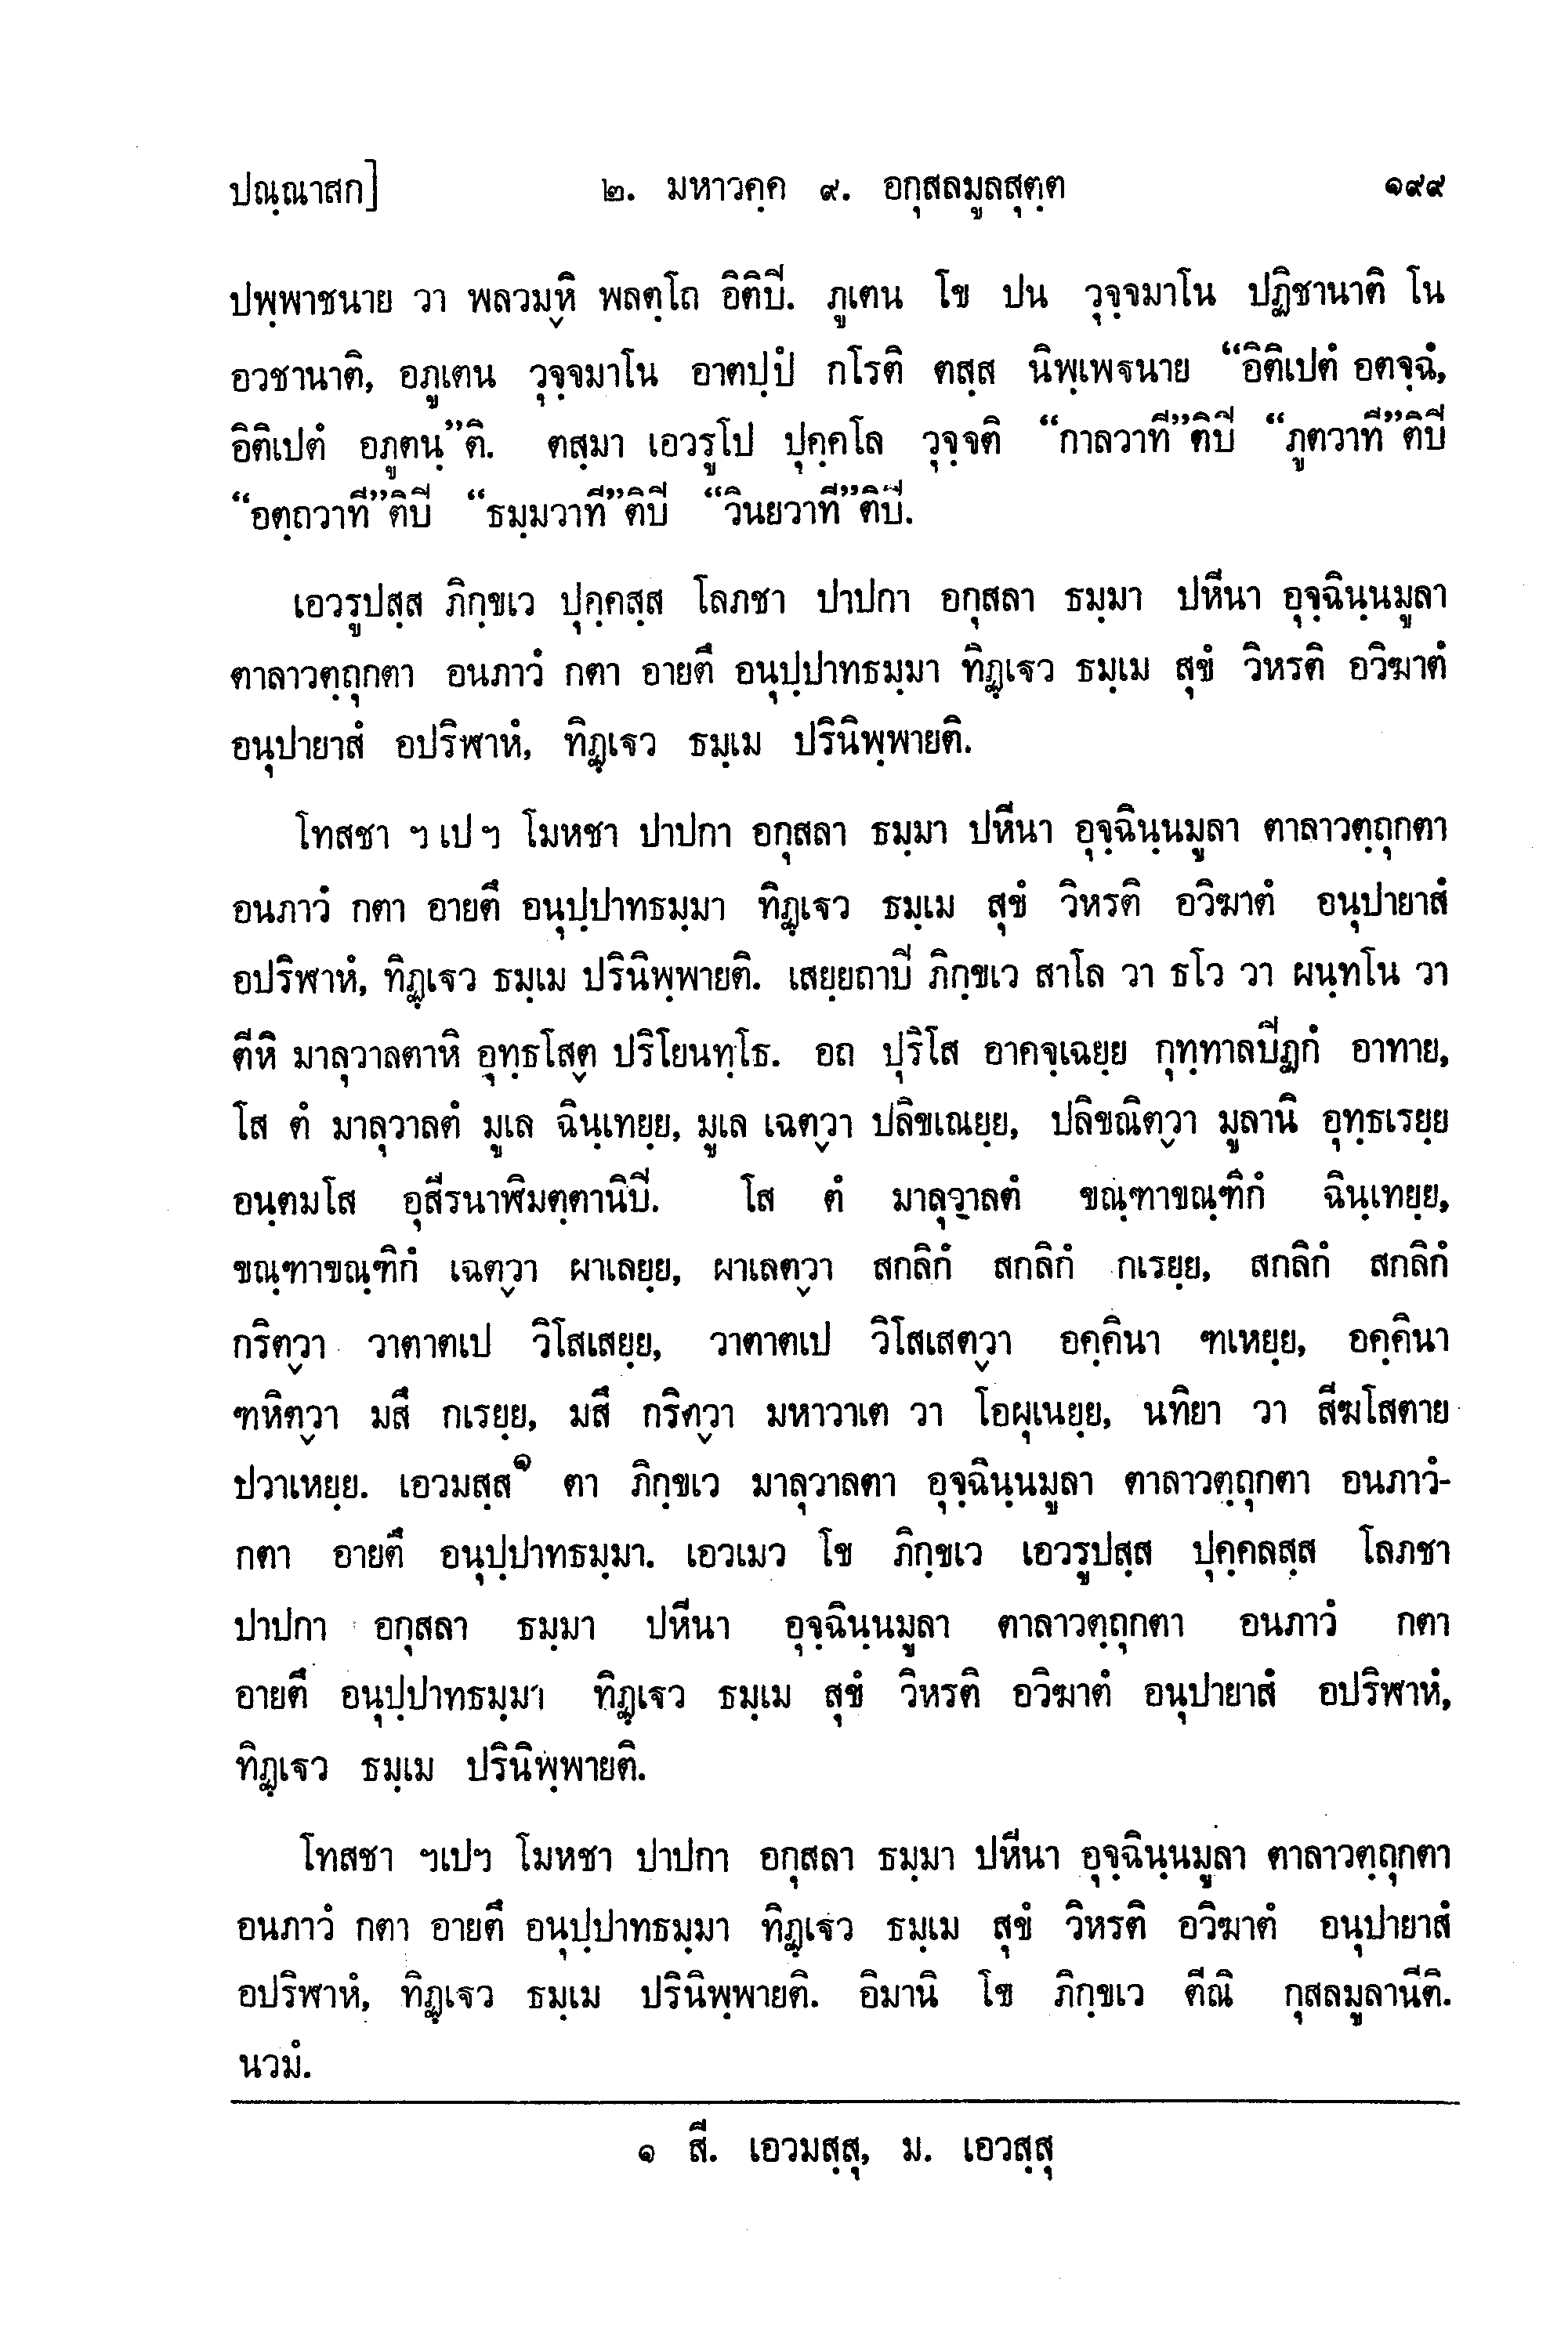 ปณฺณาสก]	๒. มหาวคฺค ๙. อกุสลมูลสุตฺต	๑๙๙
ปพฺพาชนาย วา พลวมฺหิ พลตฺโถ อิติปิ. ภูเตน โข ปน วุจฺจมาโน ปฏิชานาติ โน
อวชานาติ, อภูเตน วุจฺจมาโน อาตปฺปํ กโรติ ตสฺส นิพฺเพฐนาย “อิติเปตํ อตจฺฉํ,
อิติเปตํ อภูตนฺ”ติ. ตสฺมา เอวรูโป ปุคฺคโล วุจฺจติ “กาลวาที”ติปิ “ภูตวาที”ติปิ
“อตฺถวาที”ติปิ “ธมฺมวาที”ติปิ “วินยวาที”ติปิ.
เอวรูปสฺส ภิกฺขเว ปุคฺคสฺส โลภชา ปาปกา อกุสลา ธมฺมา ปหีนา อุจฺฉินฺนมูลา
ตาลาวตฺถุกตา อนภาวํ กตา อายตึ อนุปฺปาทธมฺมา ทิฏฺเฐว ธมฺเม สุขํ วิหรติ อวิฆาตํ
อนุปายาสํ อปริฬาหํ, ทิฏฺเฐว ธมฺเม ปรินิพฺพายติ.
โทสชา ฯ เป ฯ โมหชา ปาปกา อกุสลา ธมฺมา ปหีนา อุจฺฉินฺนมูลา ตาลาวตฺถุกตา
อนภาวํ กตา อายตึ อนุปฺปาทธมฺมา ทิฏฺเฐว ธมฺเม สุขํ วิหรติ อวิฆาตํ อนุปายาสํ
อปริฬาหํ, ทิฏฺเฐว ธมฺเม ปรินิพฺพายติ. เสยฺยถาปิ ภิกฺขเว สาโล วา ธโว วา ผนฺทโน วา
ตีหิ มาลุวาลตาหิ อุทฺธโสฺต ปริโยนทฺโธ. อถ ปุริโส อาคจฺเฉยฺย กุทฺทาลปิฏกํ อาทาย,
โส ตํ มาลุวาลตํ มูเล ฉินฺเทยฺย, มูเล เฉตฺวา ปลิขเณยฺย, ปลิขณิตฺวา มูลานิ อุทฺธเรยฺย
อนฺตมโส อุสีรนาฬิมตฺตานิปิ. โส ตํ มาลุวาลตํ ขณฺฑาขณฺฑิกํ ฉินฺเทยฺย,
ขณฺฑาขณฺฑิกํ เฉตฺวา ผาเลยฺย, ผาเลตฺวา สกลิกํ สกลิกํ กเรยฺย, สกลิกํ สกลิกํ
กริตฺวา วาตาตเป วิโสเสยฺย, วาตาตเป วิโสเสตฺวา อคฺคินา ฑเหยฺย, อคฺคินา
ฑหิตฺวา มสึ กเรยฺย, มสึ กริตฺวา มหาวาเต วา โอผุเนยฺย, นทิยา วา สีฆโสตาย
ปวาเหยฺย. เอวมสฺส๑ ตา ภิกฺขเว มาลุวาลตา อุจฺฉินฺนมูลา ตาลาวตฺถุกตา อนภาวํ-
กตา อายตึ อนุปฺปาทธมฺมา. เอวเมว โข ภิกฺขเว เอวรูปสฺส ปุคฺคลสฺส โลภชา
ปาปกา อกุสลา ธมฺมา ปหีนา อุจฺฉินฺนมูลา ตาลาวตฺถุกตา อนภาวํ กตา
อายตึ อนุปฺปาทธมฺมา ทิฏฺเฐว ธมฺเม สุขํ วิหรติ อวิฆาตํ อนุปายาสํ อปริฬาหํ,
ทิฏฺเฐว ธมฺเม ปรินิพฺพายติ.
โทสชา ฯเปฯ โมหชา ปาปกา อกุสลา ธมฺมา ปหีนา อุจฺฉินฺนมูลา ตาลาวตฺถุกตา
อนภาวํ กตา อายตึ อนุปฺปาทธมฺมา ทิฏฺเฐว ธมฺเม สุขํ วิหรติ อวิฆาตํ อนุปายาสํ
อปริฬาหํ, ทิฏฺเฐว ธมฺเม ปรินิพฺพายติ. อิมานิ โข ภิกฺขเว ตีณิ กุสลมูลานีติ.
นวมํ.
๑ สี. เอวมสฺสุ, ม. เอวสฺสุ